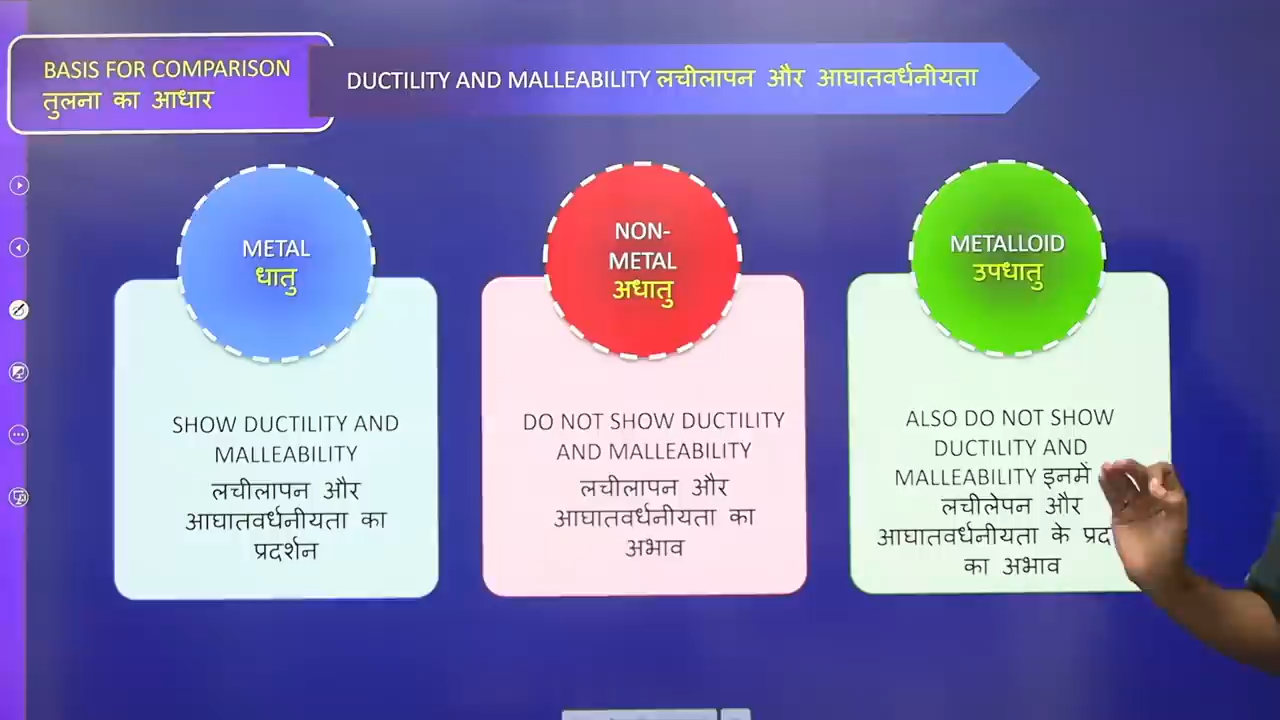 BASIS FOR COMPARISON
तुलना का आधार
DUCTILITY AND MALLEABILITY लचीलापन और आघातवर्धनीयता
METAL
धातु
SHOW DUCTILITY AND
MALLEABILITY
लचीलापन और
आघातवर्धनीयता का
प्रदर्शन
NON-
METAL
अधातु
DO NOT SHOW DUCTILITY
AND MALLEABILITY
लचीलापन और
आघातवर्धनीयता का
अभाव
METALLOID
उपधातु
ALSO DO NOT SHOW
DUCTILITY AND
MALLEABILITY इनमें
लचीलेपन और
आघातवर्धनीयता के
का अभाव